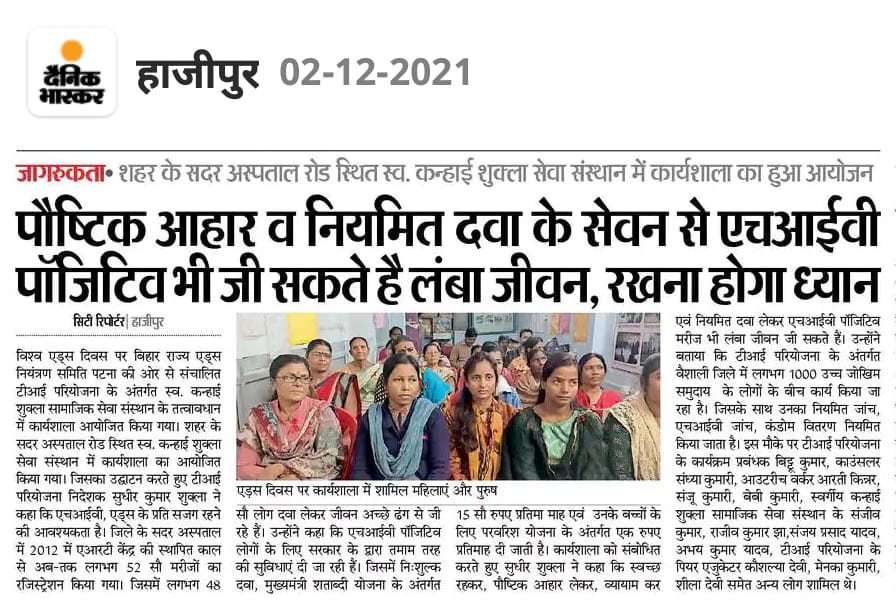 दैनिक
भास्कर
हाजीपुर 02-12-2021
जागरुकता• शहर के सदर अस्पताल रोड स्थित स्व. कन्हाई शुक्ला सेवा संस्थान में कार्यशाला का हुआ आयोजन
पौष्टिक आहार व नियमित दवा के सेवन से एचआईवी
पॉजिटिव भी जी सकते है लंबा जीवन, रखना होगा ध्यान
सिटी रिपोर्टर| हाजीपुर
विश्व एड्स दिवस पर विहार राज्य एड्स
नियंत्रण समिति पटना की ओर से संचालित
टीआई परियोजना के अंतर्गत स्व. कन्हाई
शुक्ला सामाजिक सेवा संस्थान के तत्वावधान
में कार्यशाला आयोजित किया गया। शहर के
सदर अस्पताल रोड स्थित स्व. कन्हाई शुक्ला
सेवा संस्थान में कार्यशाला का आयोजित
किया गया। जिसका उद्घाटन करते हुए टीआई
परियोजना निदेशक सुधीर कुमार शुक्ला ने
कहा कि एचआईवी, एड्स के प्रति सजग रहने
की आवश्यकता है। जिले के सदर अस्पताल
में 2012 में एआरटी केंद्र की स्थापित काल
से अब-तक लगभग 52 सौ मरीजों का
रजिस्ट्रेशन किया गया। जिसमें लगभग 48
एड्स दिवस पर कार्यशाला में शामिल महिलाएं और पुरुष
सौ लोग दवा लेकर जीवन अच्छे ढंग से जी
रहे हैं। उन्होंने कहा कि एचआईवी पॉजिटिव
लोगों के लिए सरकार के द्वारा तमाम तरह
की सुविधाएं दी जा रही हैं। जिसमें निःशुल्क
दवा, मुख्यमंत्री शताब्दी योजना के अंतर्गत
15 सौ रुपए प्रतिमा माह एवं उनके बच्चों के
लिए परवरिश योजना के अंतर्गत एक रुपए
प्रतिमाह दी जाती है। कार्यशाला को संबोधित
करते हुए सुधीर शुक्ला ने कहा कि स्वच्छ
रहकर, पौष्टिक आहार लेकर, व्यायाम कर
एवं नियमित दवा लेकर एचआईवी पॉजिटिव
मरीज भी लंबा जीवन जी सकते हैं। उन्होंने
बताया कि टीआई परियोजना के अंतर्गत
वैशाली जिले में लगभग 1000 उच्च जोखिम
समुदाय के लोगों के बीच कार्य किया जा
रहा है। जिसके साथ उनका नियमित जांच,
एचआईवी जांच, कंडोम वितरण नियमित
किया जाता है। इस मौके पर टीआई परियोजना
के कार्यक्रम प्रबंधक बिट्टू कुमार, काउंसलर
संध्या कुमारी, आउटरीच वर्कर आरती किन्नर,
संजू कुमारी, बेबी कुमारी, स्वर्गीय कन्हाई
शुक्ला सामाजिक सेवा संस्थान के संजीव
कुमार, राजीव कुमार झा,संजय प्रसाद यादव,
अभय कुमार यादव, टीआई परियोजना के
पियर एजुकेटर कौशल्या देवी, मेनका कुमारी,
शीला देवी समेत अन्य लोग शामिल थे।